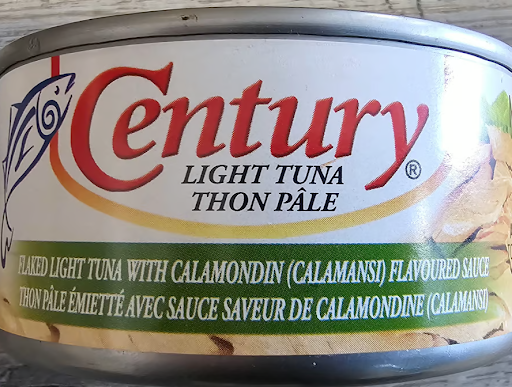 Century®
LIGHT TUNA
THON PÂLE
FLAKED LIGHT TUNA WITH CALAMONDIN (CALAMANSI) FLAVOURED SAUCE
THON PÂLE ÉMIETTÉ AVEC SAUCE SAVEUR DE CALAMONDINE (CALAMANSI)